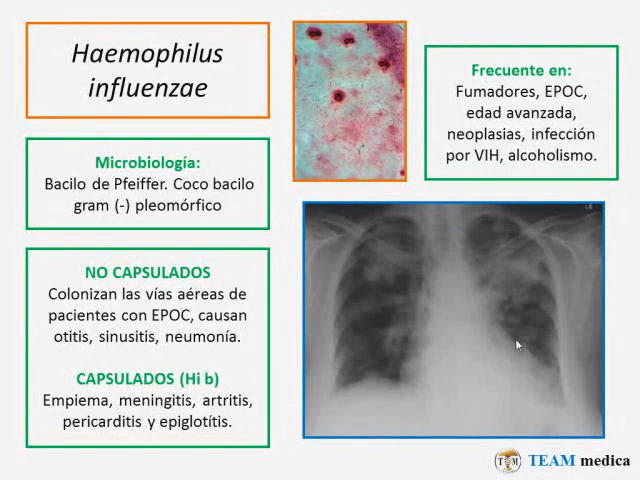 Haemophilus
influenzae
Frecuente en:
Fumadores, EPOC,
edad avanzada,
neoplasias, infección
por VIH, alcoholismo.
Microbiología:
Bacilo de Pfeiffer. Coco bacilo
gram (-) pleomórfico
NO CAPSULADOS
Colonizan las vías aéreas de
pacientes con EPOC, causan
otitis, sinusitis, neumonía.
CAPSULADOS (Hi b)
Empiema, meningitis, artritis,
pericarditis y epiglotítis.
TEAM medica